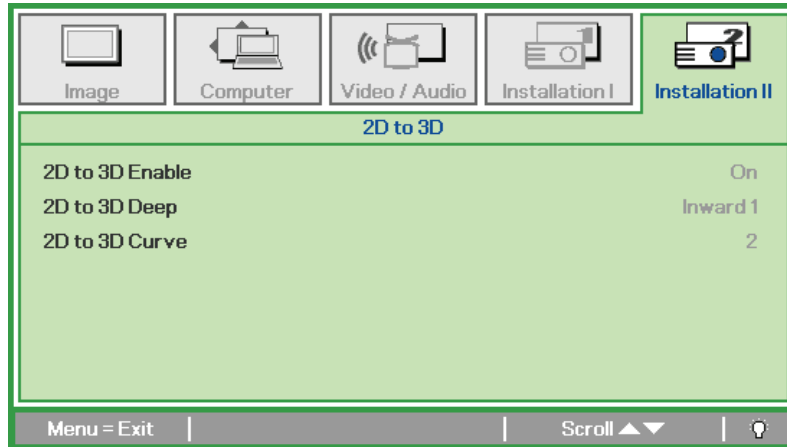 Image Computer Video / Audio Installation I Installation II
2D to 3D
2D to 3D Enable On
2D to 3D Deep Inward 1
2D to 3D Curve 2
Menu = Exit Scroll ▲▼